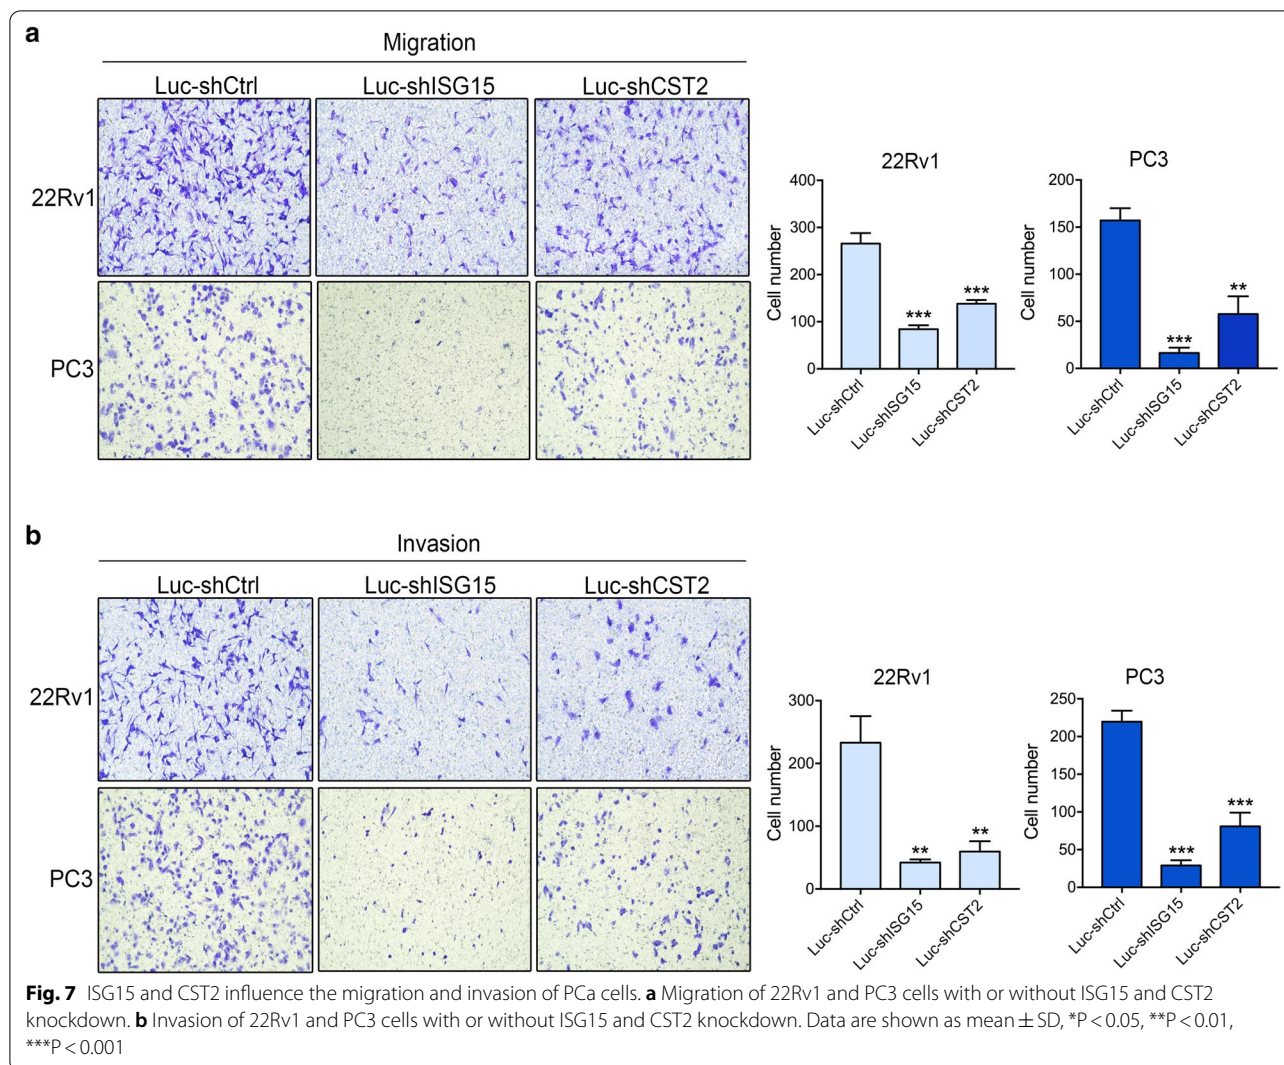 a
Migration
Luc-shCtrl Luc-shISG15 Luc-shCST2
22Rv1
PC3
22Rv1
Cell number
400
300
200
100
0
***
***
Luc-shCtrl
Luc-shISG15
Luc-shCST2
PC3
Cell number
200
150
100
50
0
***
**
Luc-shCtrl
Luc-shISG15
Luc-shCST2
b
Invasion
Luc-shCtrl Luc-shISG15 Luc-shCST2
22Rv1
PC3
22Rv1
Cell number
300
200
100
0
**
**
Luc-shCtrl
Luc-shISG15
Luc-shCST2
PC3
Cell number
250
200
150
100
50
0
***
***
Luc-shCtrl
Luc-shISG15
Luc-shCST2
Fig. 7 ISG15 and CST2 influence the migration and invasion of PCa cells. a Migration of 22Rv1 and PC3 cells with or without ISG15 and CST2
knockdown. b Invasion of 22Rv1 and PC3 cells with or without ISG15 and CST2 knockdown. Data are shown as mean ± SD, *P < 0.05, **P < 0.01,
***P < 0.001